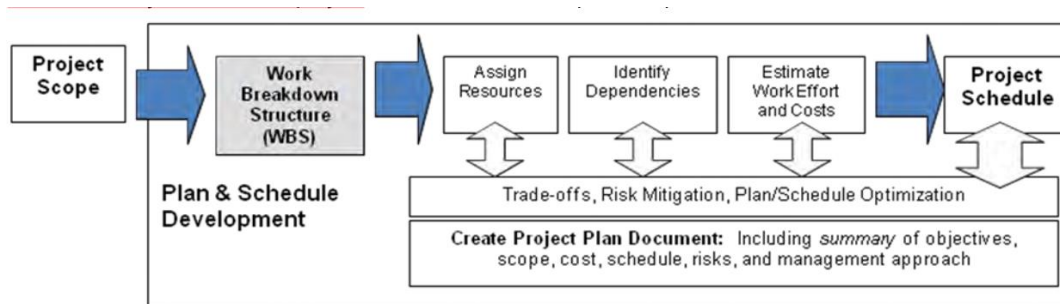 Project
Scope
Work
Breakdown
Structure
(WBS)
Assign
Resources
Identify
Dependencies
Estimate
Work Effort
and Costs
Project
Schedule
Plan & Schedule
Development
Trade-offs, Risk Mitigation, Plan/Schedule Optimization
Create Project Plan Document: Including summary of objectives,
scope, cost, schedule, risks, and management approach